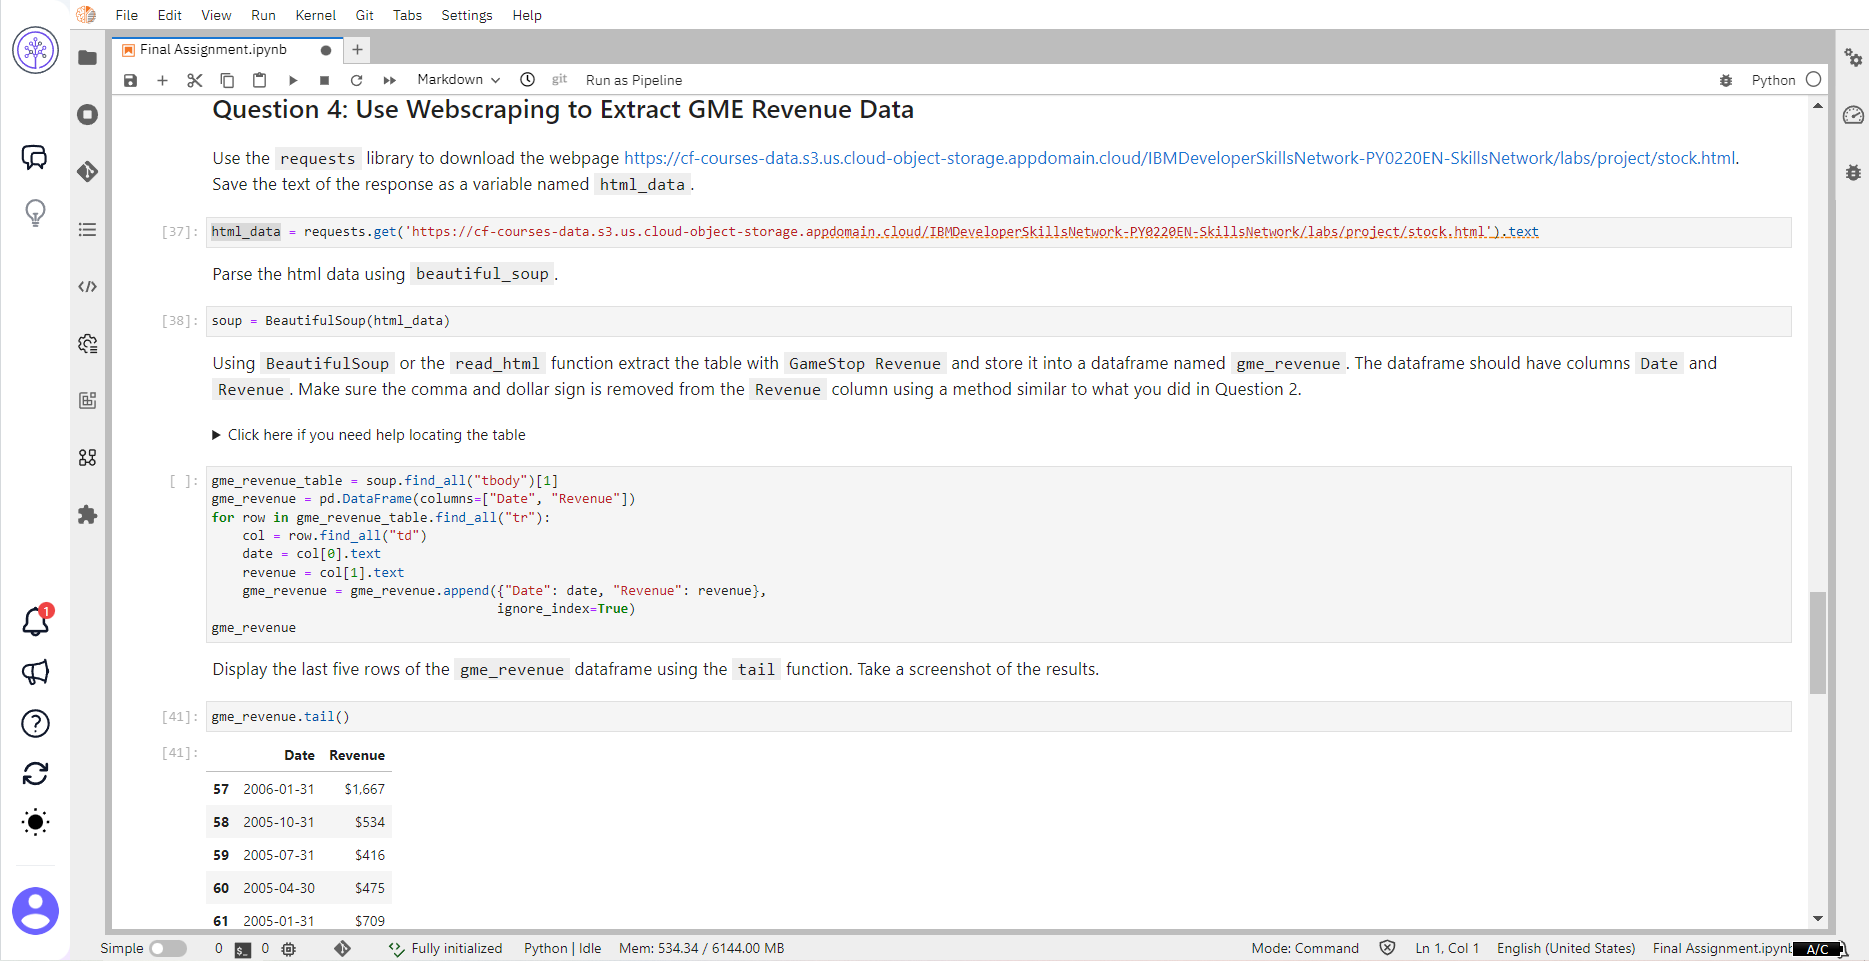 File Edit View Run Kernel Git Tabs Settings Help
Final Assignment.ipynb
Markdown git Run as Pipeline Python
Question 4: Use Webscraping to Extract GME Revenue Data
Use the requests library to download the webpage https://cf-courses-data.s3.us.cloud-object-storage.appdomain.cloud/IBMDeveloperSkillsNetwork-PY0220EN-SkillsNetwork/labs/project/stock.html.
Save the text of the response as a variable named html_data.
[37]: html_data = requests.get('https://cf-courses-data.s3.us.cloud-object-storage.appdomain.cloud/IBMDeveloperSkillsNetwork-PY0220EN-SkillsNetwork/labs/project/stock.html').text
Parse the html data using beautiful_soup.
[38]: soup = BeautifulSoup(html_data)
Using BeautifulSoup or the read_html function extract the table with GameStop Revenue and store it into a dataframe named gme_revenue. The dataframe should have columns Date and
Revenue. Make sure the comma and dollar sign is removed from the Revenue column using a method similar to what you did in Question 2.
Click here if you need help locating the table
[ ]: gme_revenue_table = soup.find_all("tbody")[1]
gme_revenue = pd.DataFrame(columns=["Date", "Revenue"])
for row in gme_revenue_table.find_all("tr"):
    col = row.find_all("td")
    date = col[0].text
    revenue = col[1].text
    gme_revenue = gme_revenue.append({"Date": date, "Revenue": revenue},
                                     ignore_index=True)
gme_revenue
Display the last five rows of the gme_revenue dataframe using the tail function. Take a screenshot of the results.
[41]: gme_revenue.tail()
[41]: Date Revenue
57 2006-01-31 $1,667
58 2005-10-31 $534
59 2005-07-31 $416
60 2005-04-30 $475
61 2005-01-31 $709
1
Simple 0 $_ 0 Fully initialized Python | Idle Mem: 534.34 / 6144.00 MB Mode: Command Ln 1, Col 1 English (United States) Final Assignment.ipynb A/C